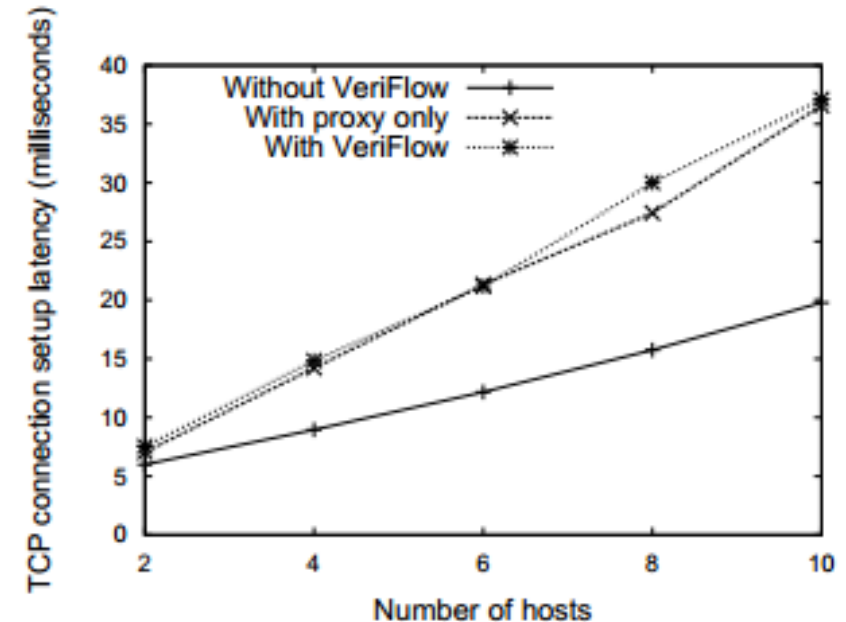 TCP connection setup latency (milliseconds)
40
35
30
25
20
15
10
5
0
Without VeriFlow
With proxy only
With VeriFlow
2 4 6 8 10
Number of hosts